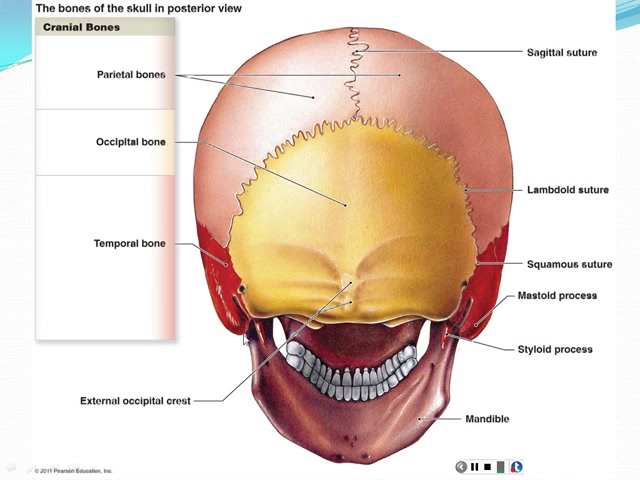 The bones of the skull in posterior view
Cranial Bones
Sagittal suture
Parietal bones
Occipital bone
Lambdoid suture
Temporal bone
Squamous suture
Mastoid process
Styloid process
External occipital crest
Mandible
© 2011 Pearson Education, Inc.